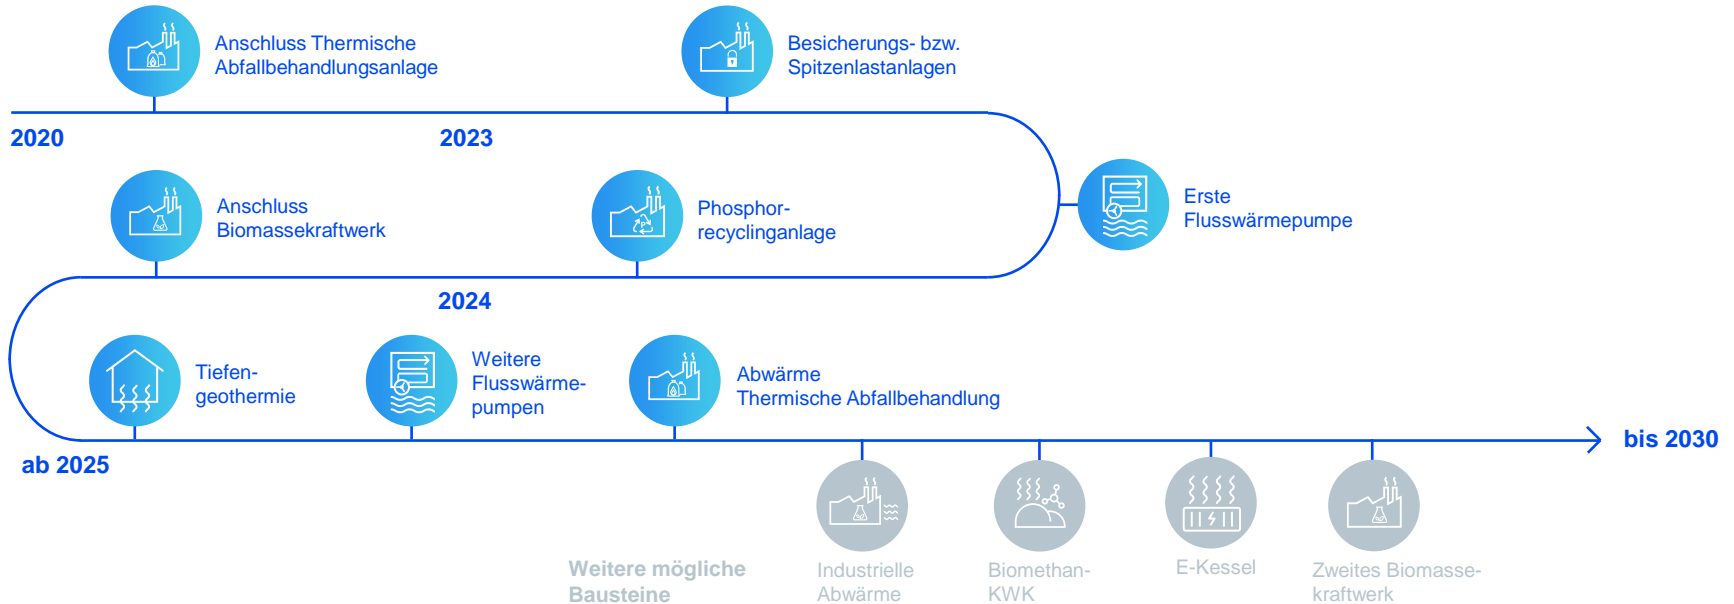 Anschluss Thermische
Abfallbehandlungsanlage
Besicherungs- bzw.
Spitzenlastanlagen
2020
2023
Erste
Flusswärmepumpe
Anschluss
Biomassekraftwerk
Phosphor-
recyclinganlage
2024
Tiefen-
geothermie
Weitere
Flusswärme-
pumpen
Abwärme
Thermische Abfallbehandlung
ab 2025
bis 2030
Weitere mögliche
Bausteine
Industrielle
Abwärme
Biomethan-
KWK
E-Kessel
Zweites Biomasse-
kraftwerk